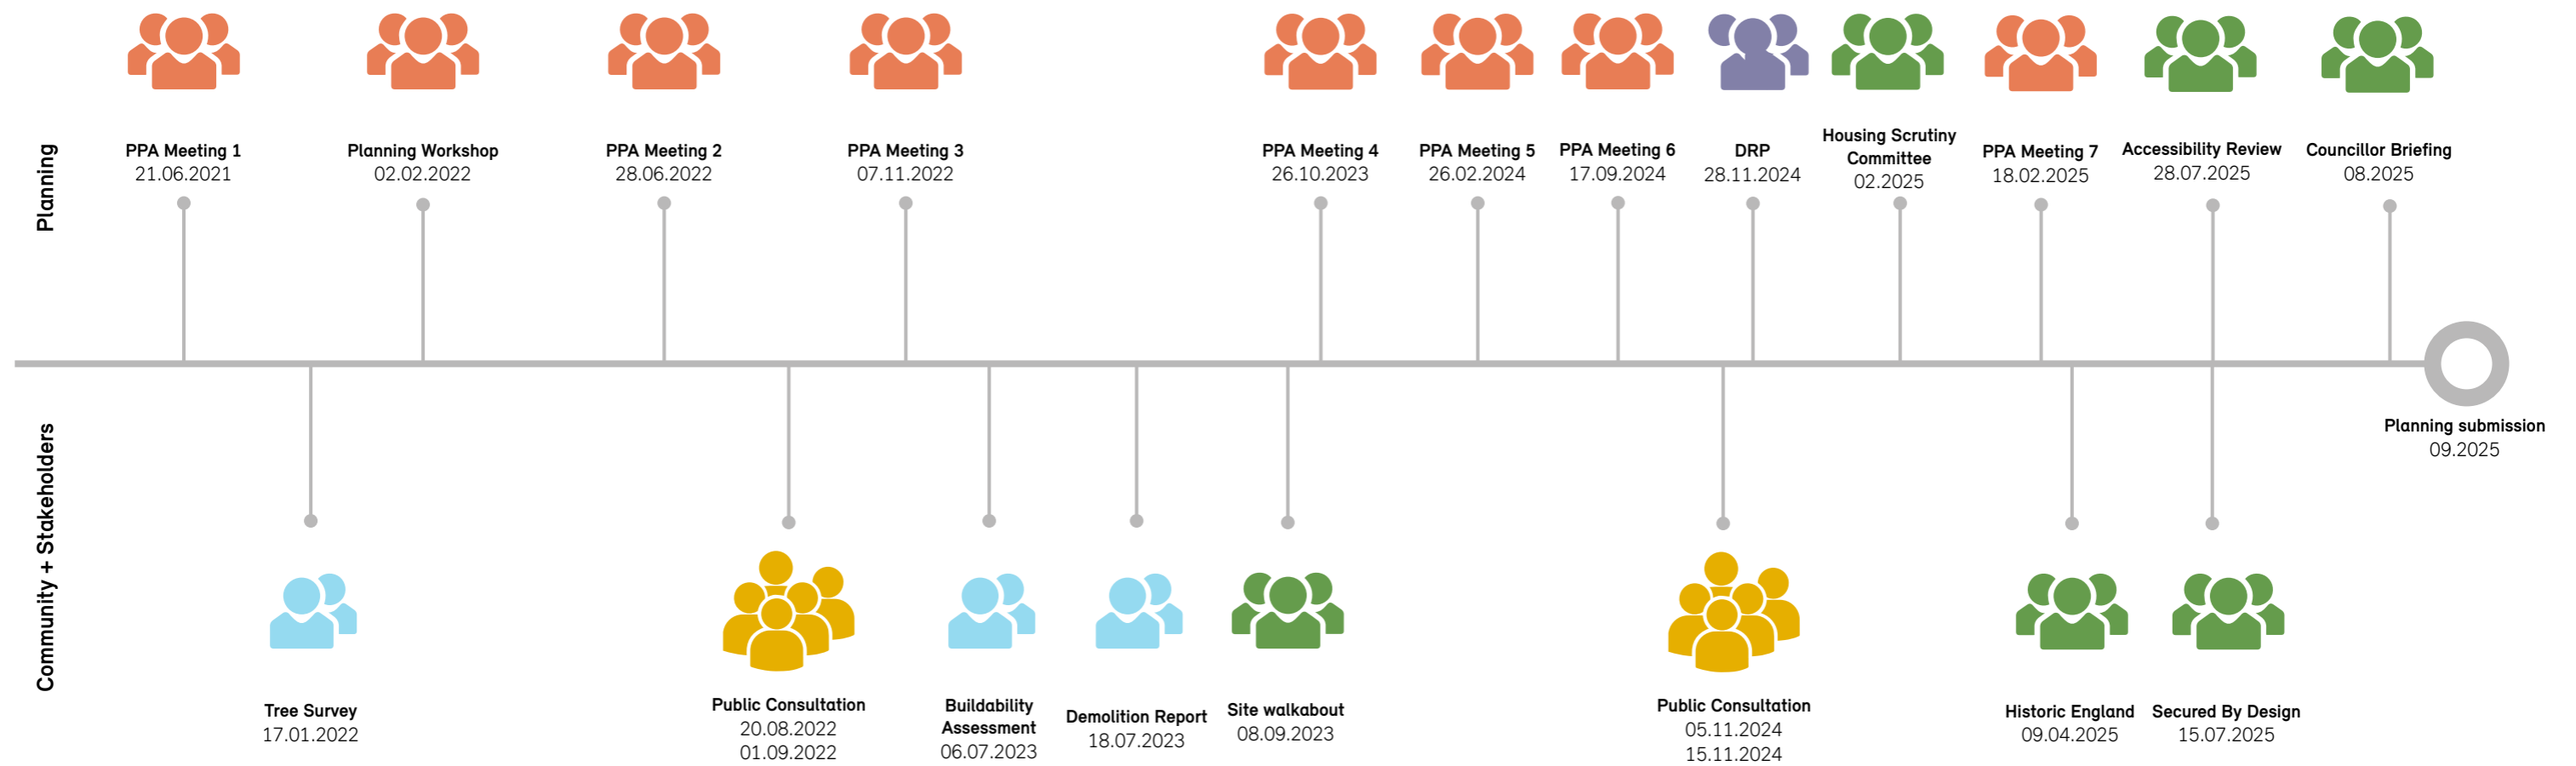 Planning
PPA Meeting 1
21.06.2021
Planning Workshop
02.02.2022
PPA Meeting 2
28.06.2022
PPA Meeting 3
07.11.2022
PPA Meeting 4
26.10.2023
PPA Meeting 5
26.02.2024
PPA Meeting 6
17.09.2024
DRP
28.11.2024
Housing Scrutiny
Committee
02.2025
PPA Meeting 7
18.02.2025
Accessibility Review
28.07.2025
Councillor Briefing
08.2025
Planning submission
09.2025
Community + Stakeholders
Tree Survey
17.01.2022
Public Consultation
20.08.2022
01.09.2022
Buildability
Assessment
06.07.2023
Demolition Report
18.07.2023
Site walkabout
08.09.2023
Public Consultation
05.11.2024
15.11.2024
Historic England
09.04.2025
Secured By Design
15.07.2025